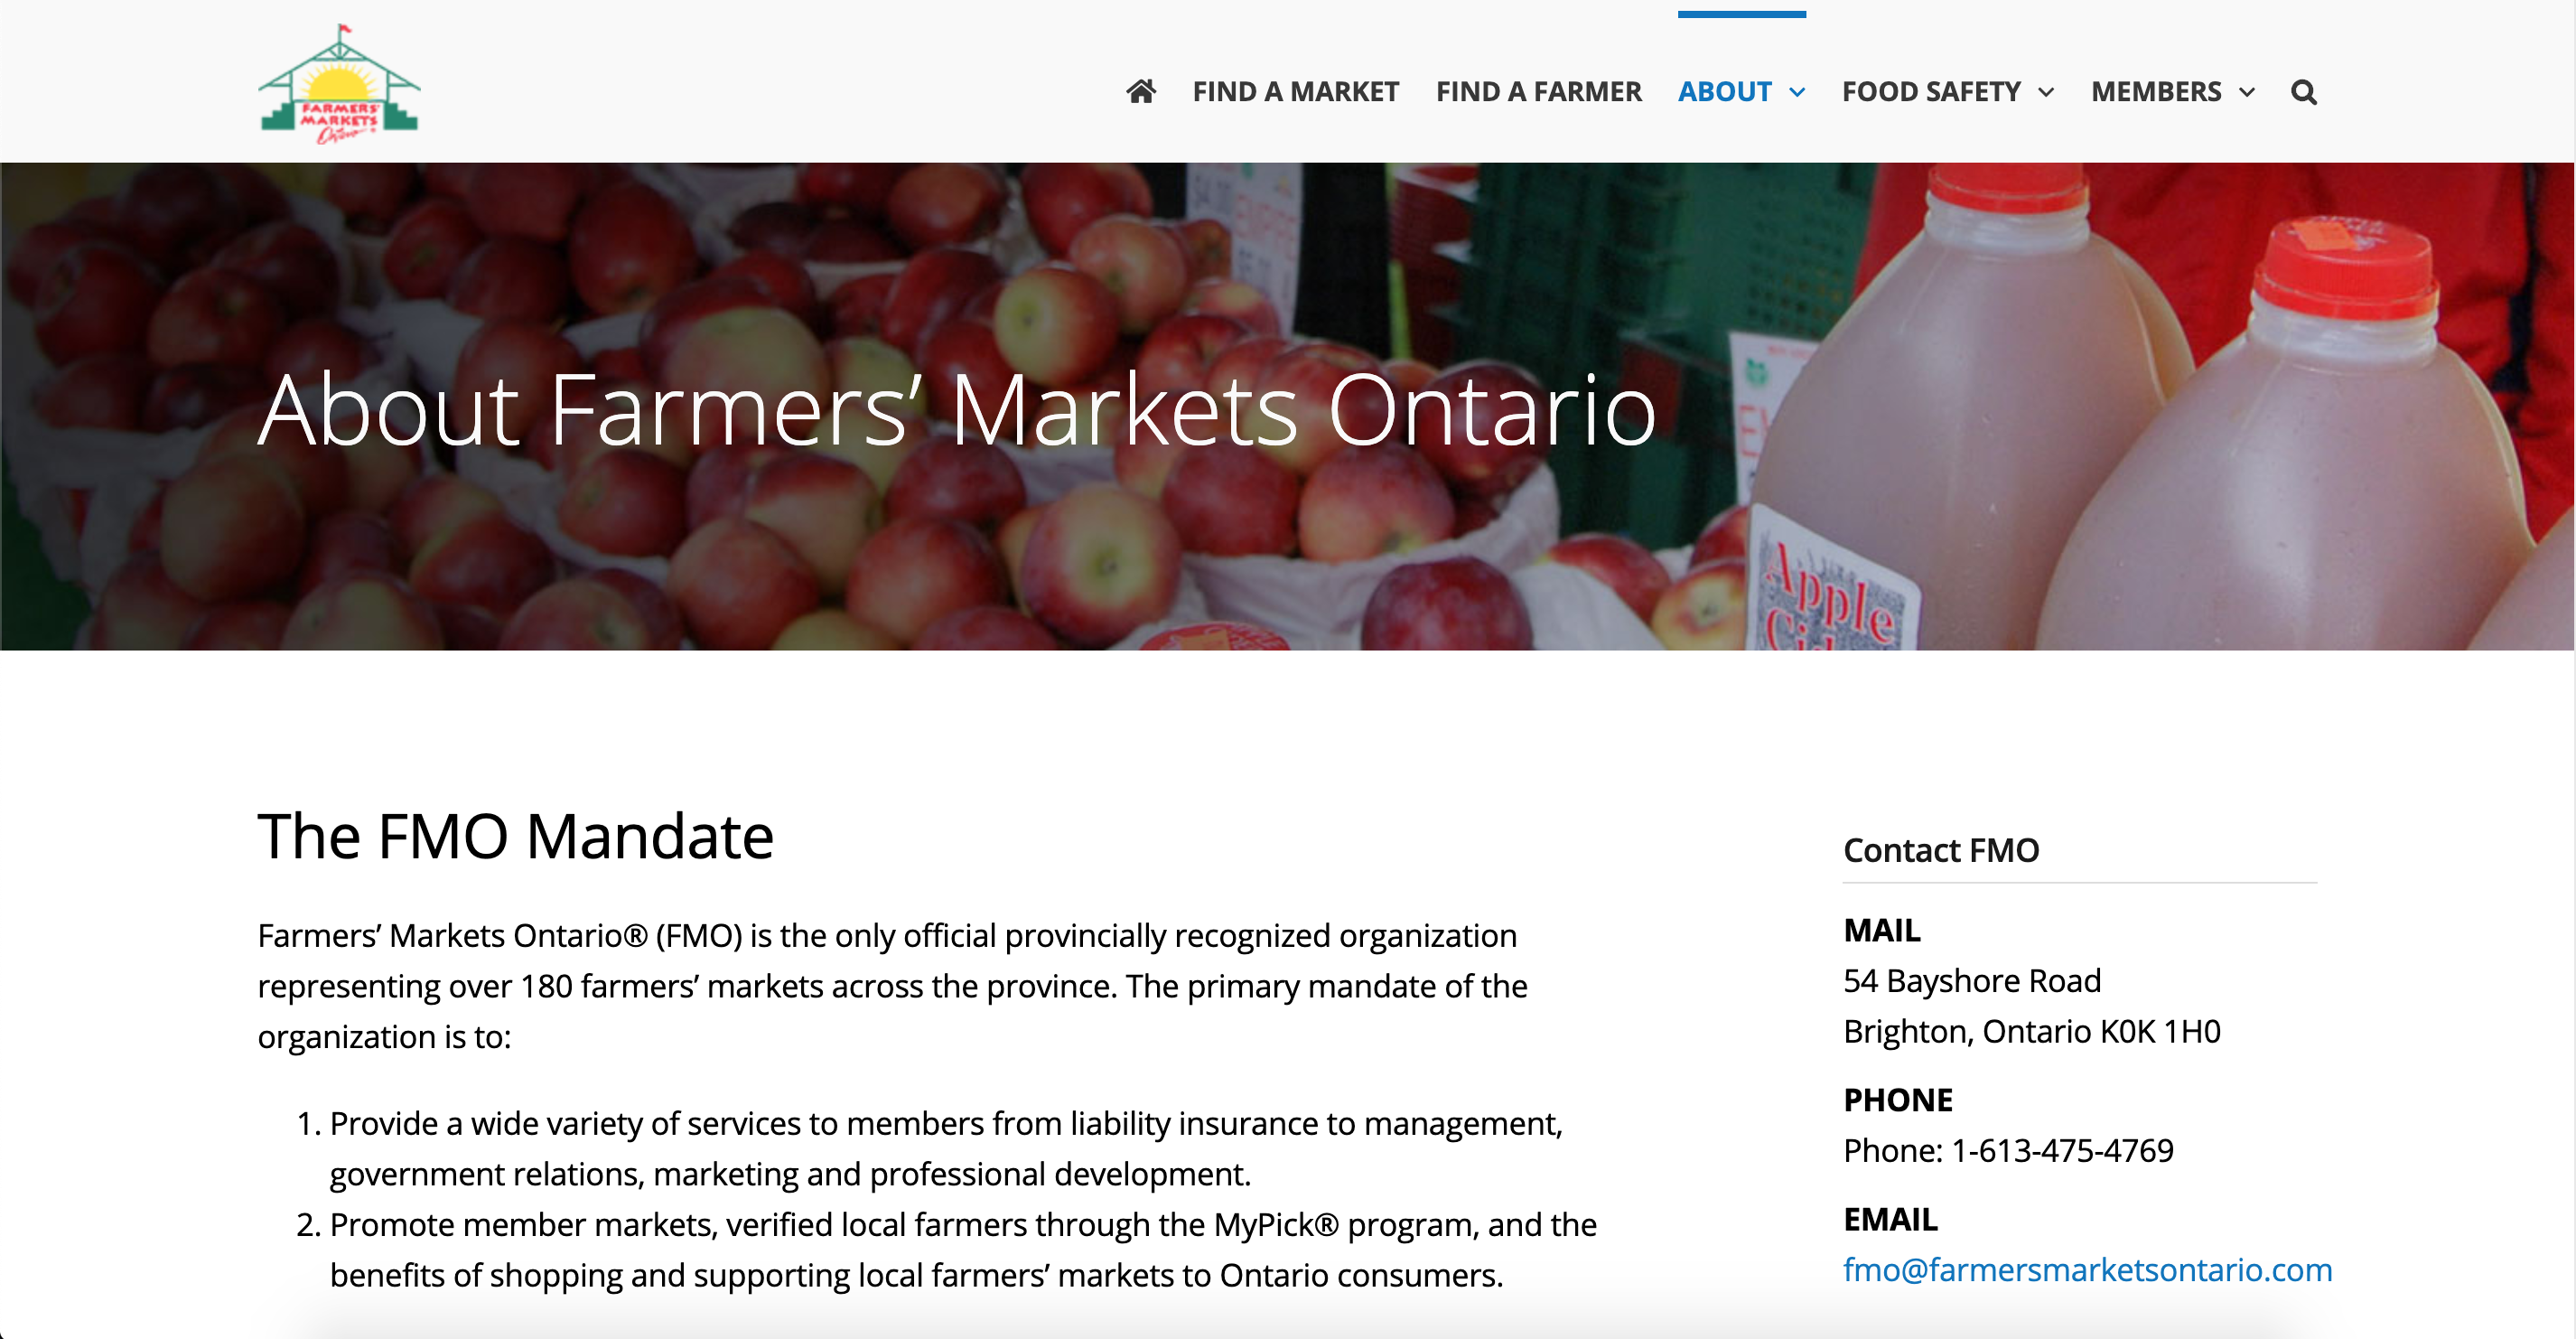 FARMERS'
MARKETS
Ontario
FIND A MARKET
FIND A FARMER
ABOUT
FOOD SAFETY
MEMBERS
About Farmers’ Markets Ontario
Apple
The FMO Mandate
Farmers’ Markets Ontario® (FMO) is the only official provincially recognized organization
representing over 180 farmers’ markets across the province. The primary mandate of the
organization is to:
1. Provide a wide variety of services to members from liability insurance to management,
government relations, marketing and professional development.
2. Promote member markets, verified local farmers through the MyPick® program, and the
benefits of shopping and supporting local farmers’ markets to Ontario consumers.
Contact FMO
MAIL
54 Bayshore Road
Brighton, Ontario K0K 1H0
PHONE
Phone: 1-613-475-4769
EMAIL
fmo@farmersmarketsontario.com